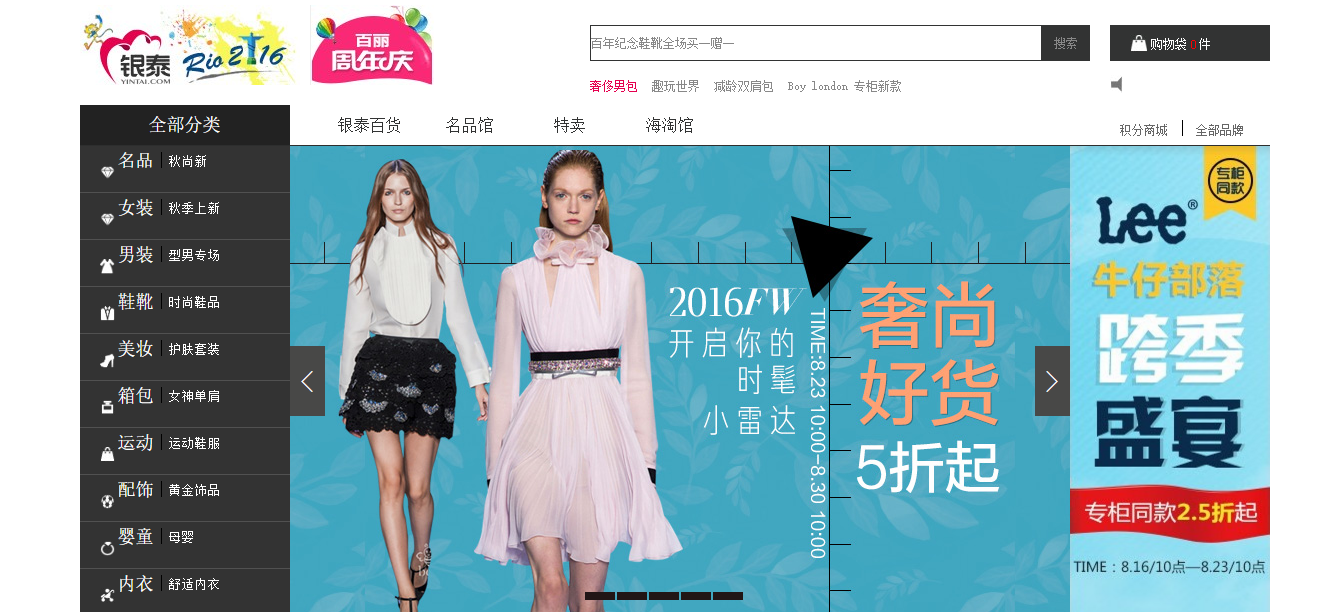 银泰
YINTAI.COM
Rio 2016
百丽
周年庆
百年纪念鞋靴全场买一赠一
搜索
购物袋 0件
奢侈男包 趣玩世界 减龄双肩包 Boy london 专柜新款
全部分类
银泰百货 名品馆 特卖 海淘馆
积分商城 全部品牌
名品 秋尚新
女装 秋季上新
男装 型男专场
鞋靴 时尚鞋品
美妆 护肤套装
箱包 女神单肩
运动 运动鞋服
配饰 黄金饰品
婴童 母婴
内衣 舒适内衣
2016FW
开启你的
时髦
小雷达
TIME:8.23 10:00-8.30 10:00
奢尚
好货
5折起
专柜
同款
Lee®
牛仔部落
跨季
盛宴
专柜同款2.5折起
TIME：8.16/10点—8.23/10点